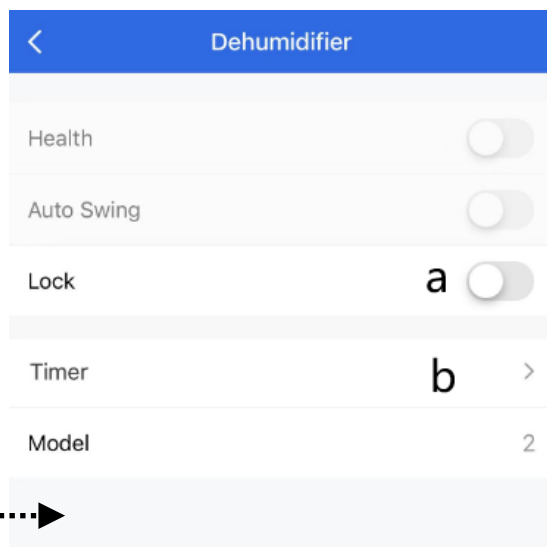 Dehumidifier
Health
Auto Swing
Lock a
Timer b
Model 2